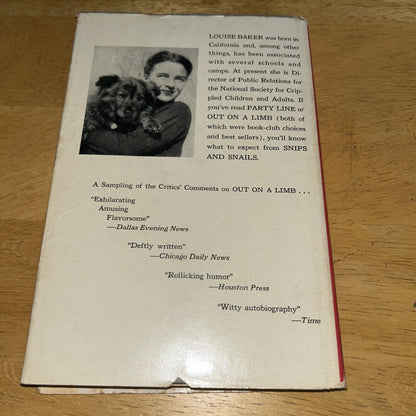 LOUISE BAKER was born in
California and, among other
things, has been associated
with several schools and
camps. At present she is Di-
rector of Public Relations for
the National Society for Crip-
pled Children and Adults. If
you've read PARTY LINE or
OUT ON A LIMB (both of
which were book-club choices
and best sellers), you'll know
what to expect from SNIPS
AND SNAILS.
A Sampling of the Critics' Comments on OUT ON A LIMB . . .
"Exhilarating
Amusing
Flavorsome"
—Dallas Evening News
"Deftly written"
—Chicago Daily News
"Rollicking humor"
—Houston Press
"Witty autobiography"
—Time